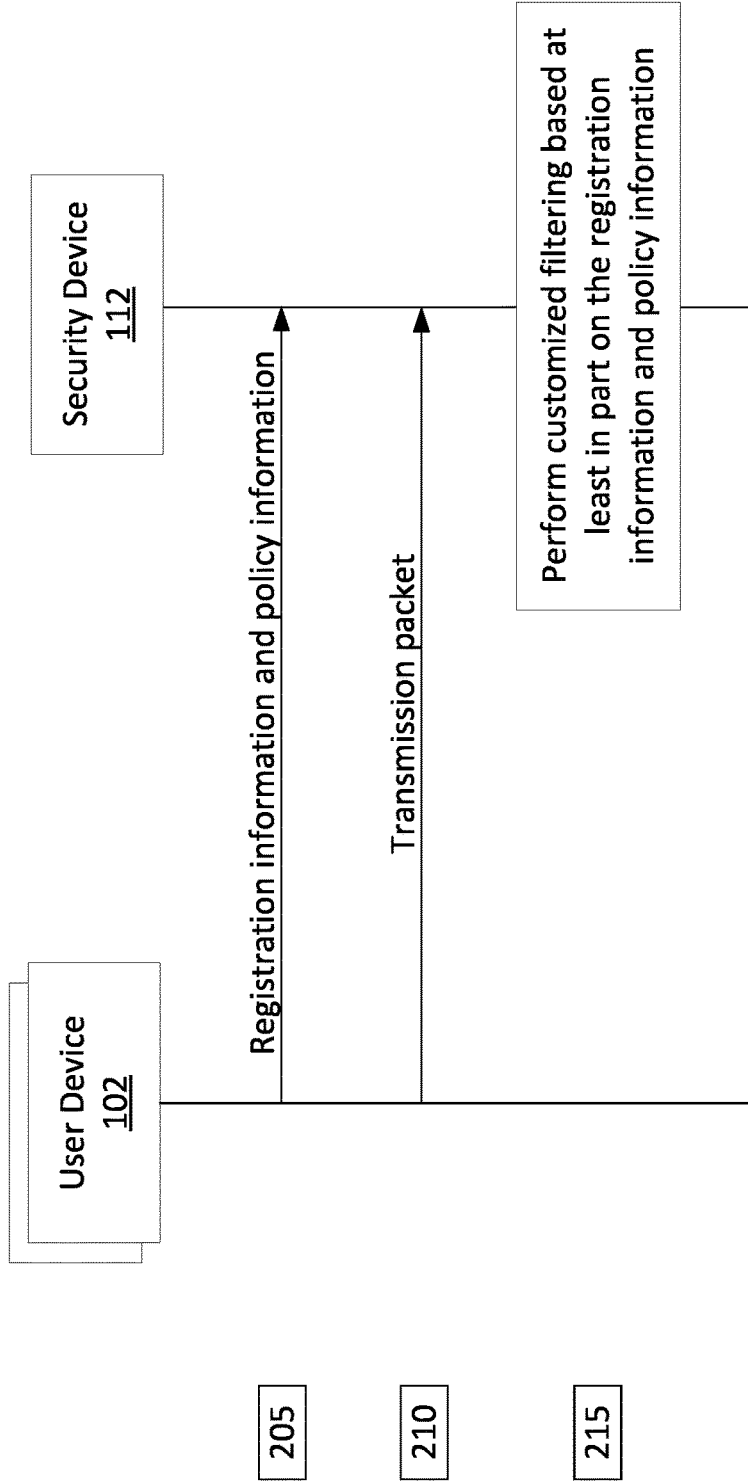 User Device
102
Security Device
112
205
Registration information and policy information
210
Transmission packet
215
Perform customized filtering based at
least in part on the registration
information and policy information